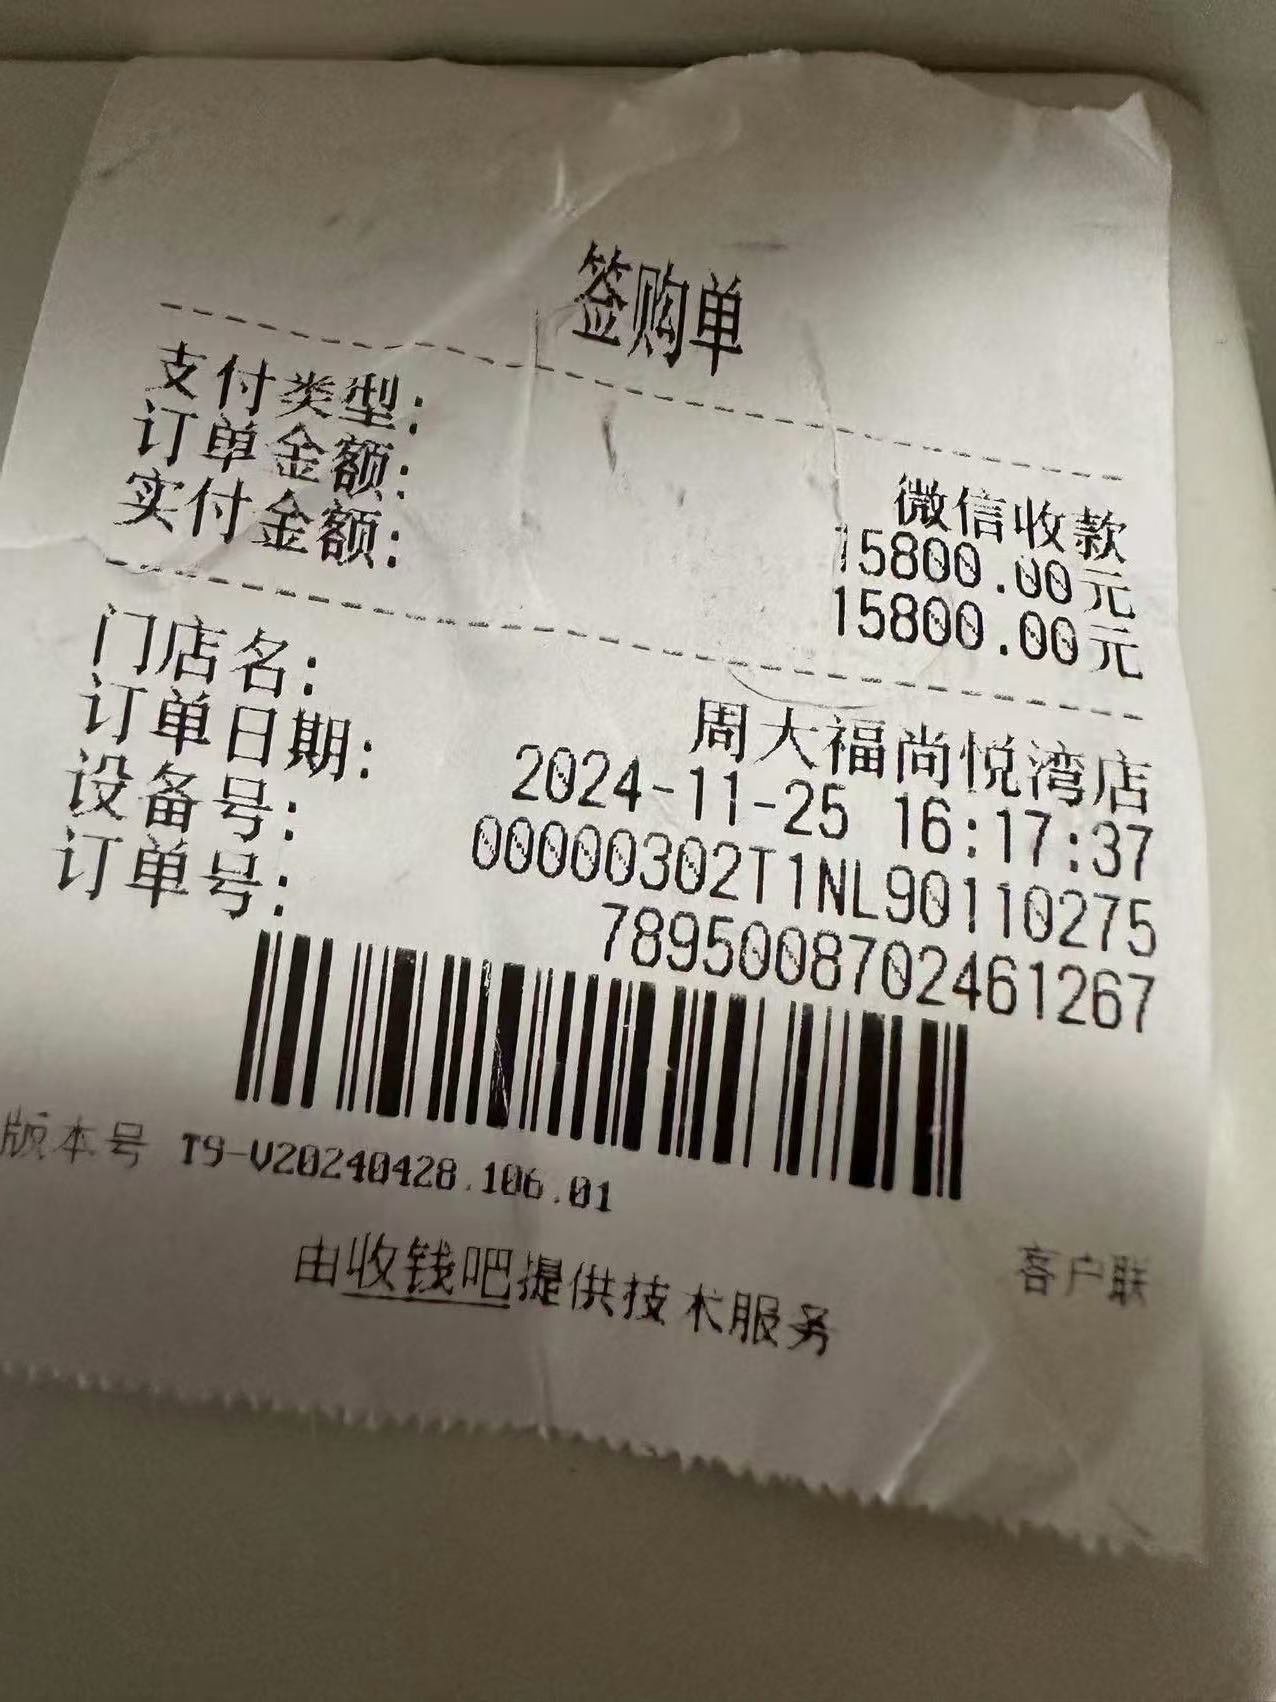 签购单
支付类型: 微信收款
订单金额: 15800.00元
实付金额: 15800.00元
门店名: 周大福尚悦湾店
订单日期: 2024-11-25 16:17:37
设备号: 00000302T1NL90110275
订单号: 7895008702461267
版本号 T9-V20240428.106.01
客户联
由收钱吧提供技术服务